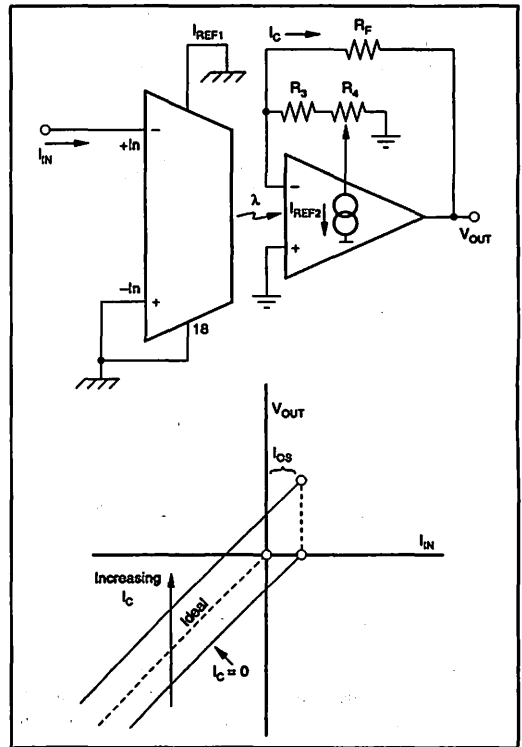 I_REF1
I_C
R_F
R_3
R_4
I_IN
−
+In
λ
I_REF2
−
+
V_OUT
−In
+
18
V_OUT
I_OS
I_IN
Increasing
I_C
Ideal
I_C = 0